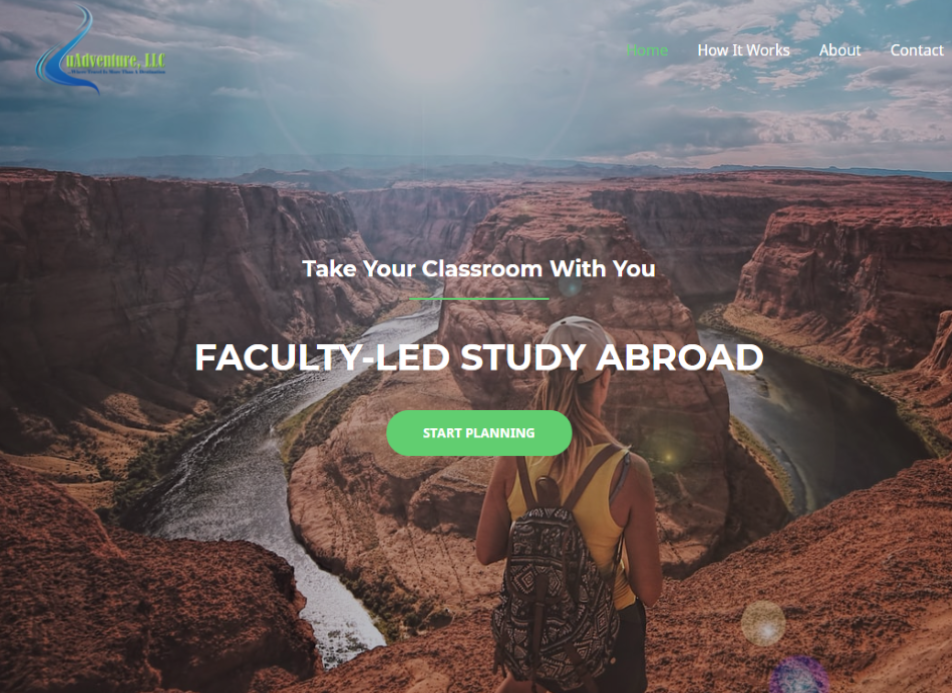 uAdventure, LLC
Home
How It Works
About
Contact
Take Your Classroom With You
FACULTY-LED STUDY ABROAD
START PLANNING